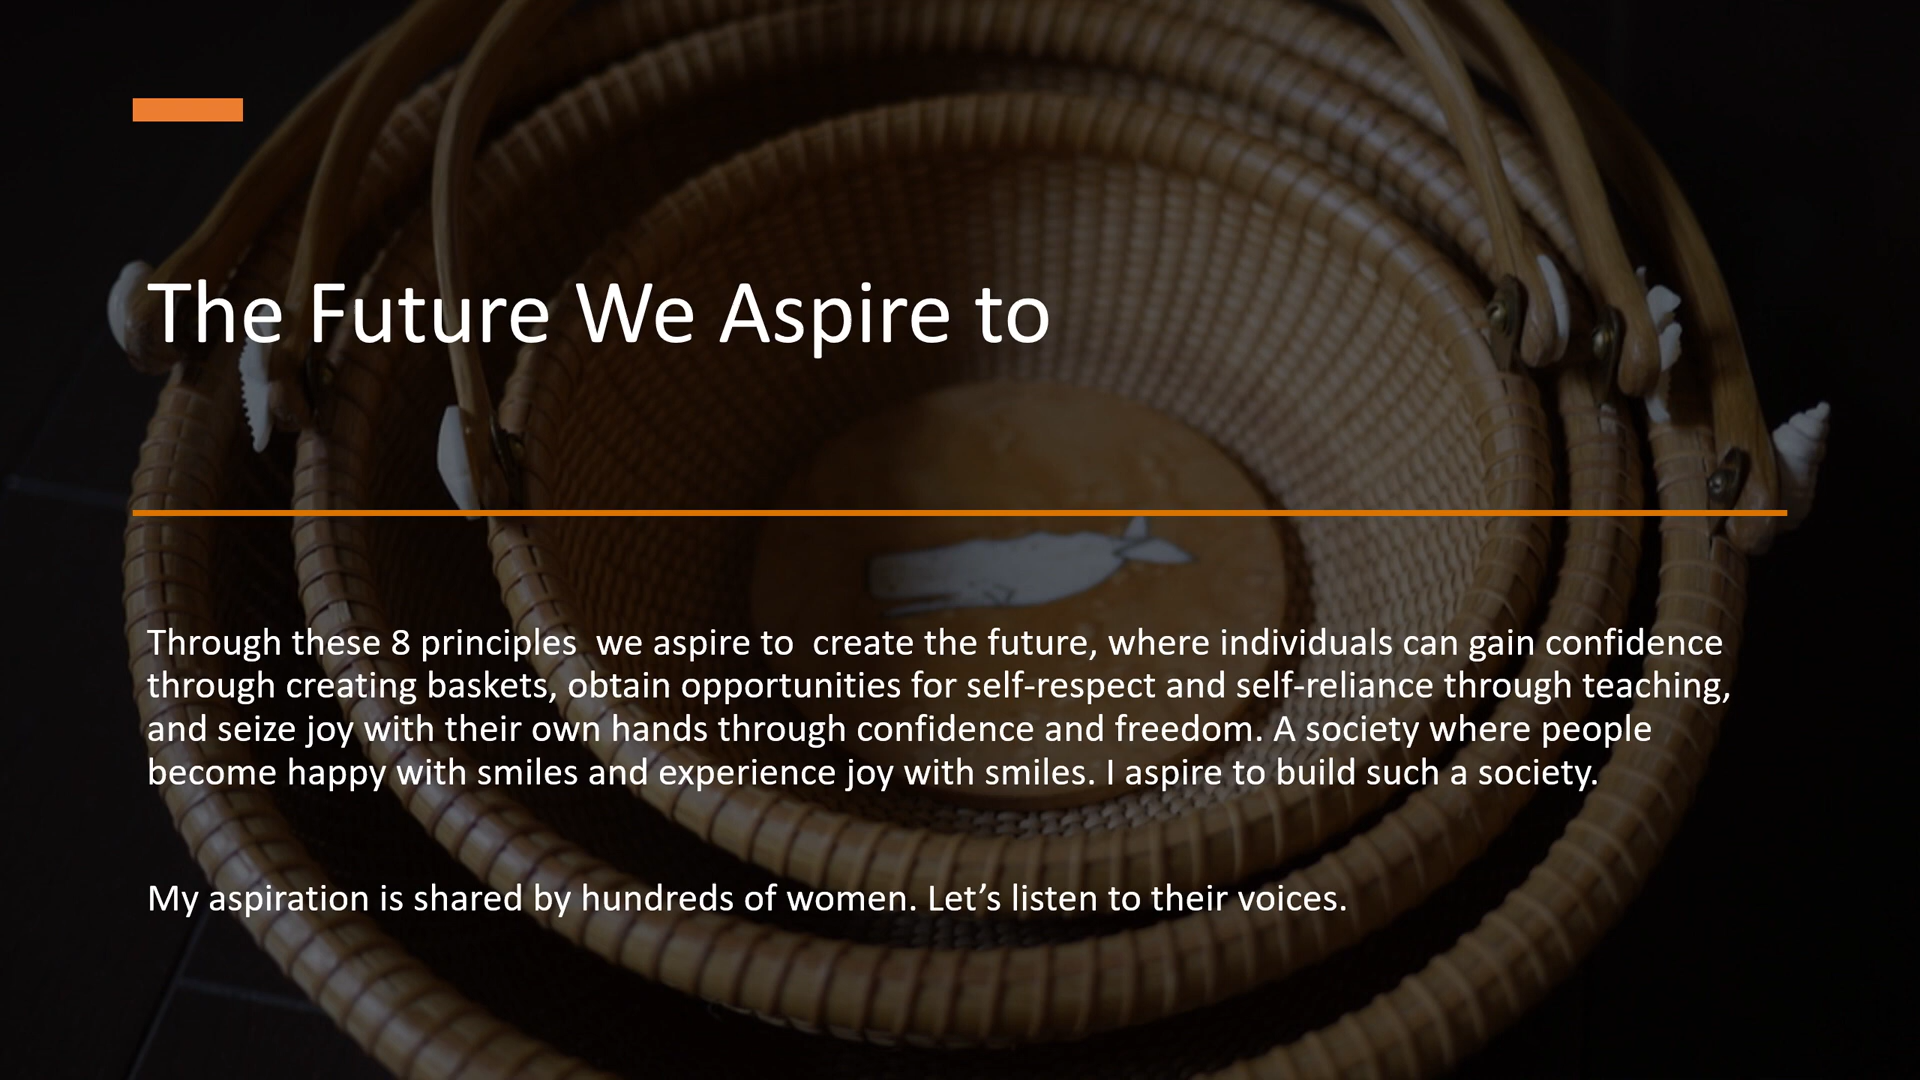 The Future We Aspire to
Through these 8 principles  we aspire to  create the future, where individuals can gain confidence
through creating baskets, obtain opportunities for self-respect and self-reliance through teaching,
and seize joy with their own hands through confidence and freedom. A society where people
become happy with smiles and experience joy with smiles. I aspire to build such a society.
My aspiration is shared by hundreds of women. Let’s listen to their voices.